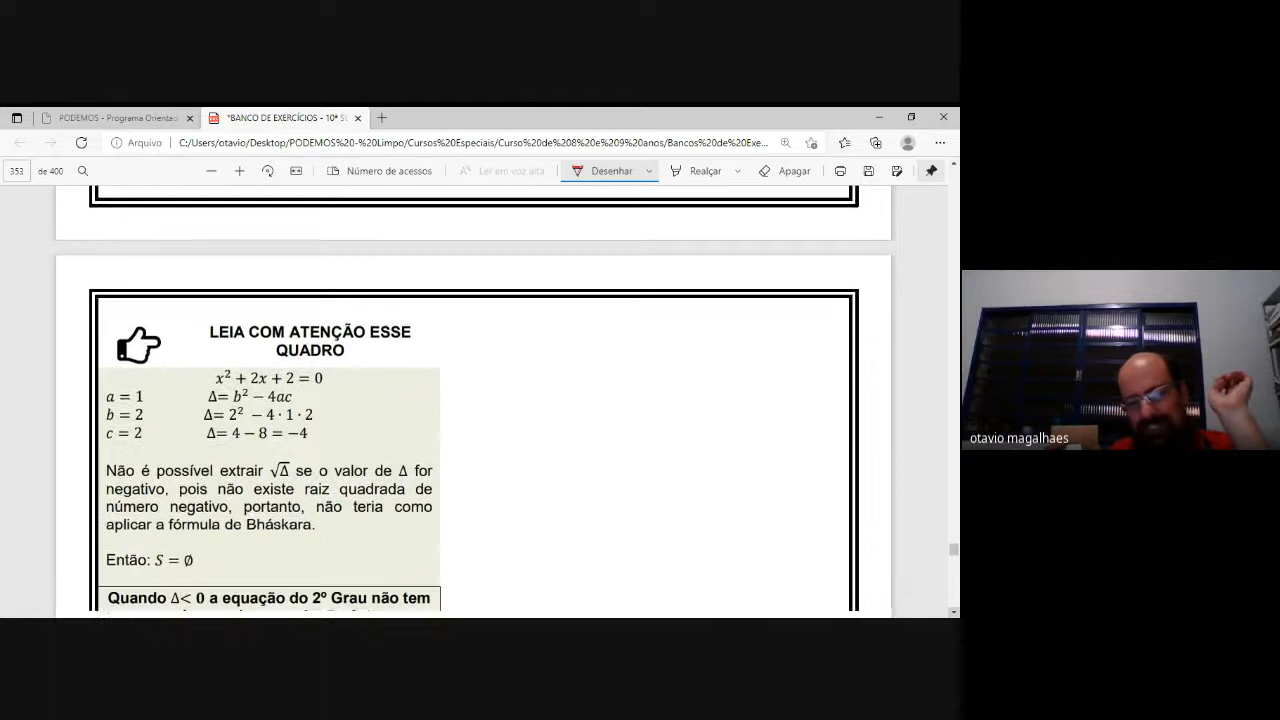 PODEMOS - Programa Orientaç
*BANCO DE EXERCÍCIOS - 10ª S
Arquivo
C:/Users/otavio/Desktop/PODEMOS%20-%20Limpo/Cursos%20Especiais/Curso%20de%208%20e%209%20anos/Bancos%20de%20Exe...
353 de 400
Número de acessos
Ler em voz alta
Desenhar
Realçar
Apagar
LEIA COM ATENÇÃO ESSE
QUADRO
x² + 2x + 2 = 0
a = 1 Δ= b² − 4ac
b = 2 Δ= 2² − 4 · 1 · 2
c = 2 Δ= 4 − 8 = −4
Não é possível extrair √Δ se o valor de Δ for
negativo, pois não existe raiz quadrada de
número negativo, portanto, não teria como
aplicar a fórmula de Bháskara.
Então: S = ∅
Quando Δ< 0 a equação do 2º Grau não tem
otavio magalhaes